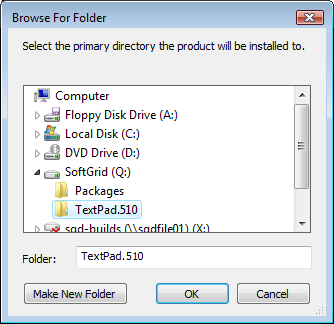 Browse For Folder
Select the primary directory the product will be installed to.
Computer
Floppy Disk Drive (A:)
Local Disk (C:)
DVD Drive (D:)
SoftGrid (Q:)
Packages
TextPad.510
sgd-builds (\\sgdfile01) (X:)
Folder: TextPad.510
Make New Folder OK Cancel